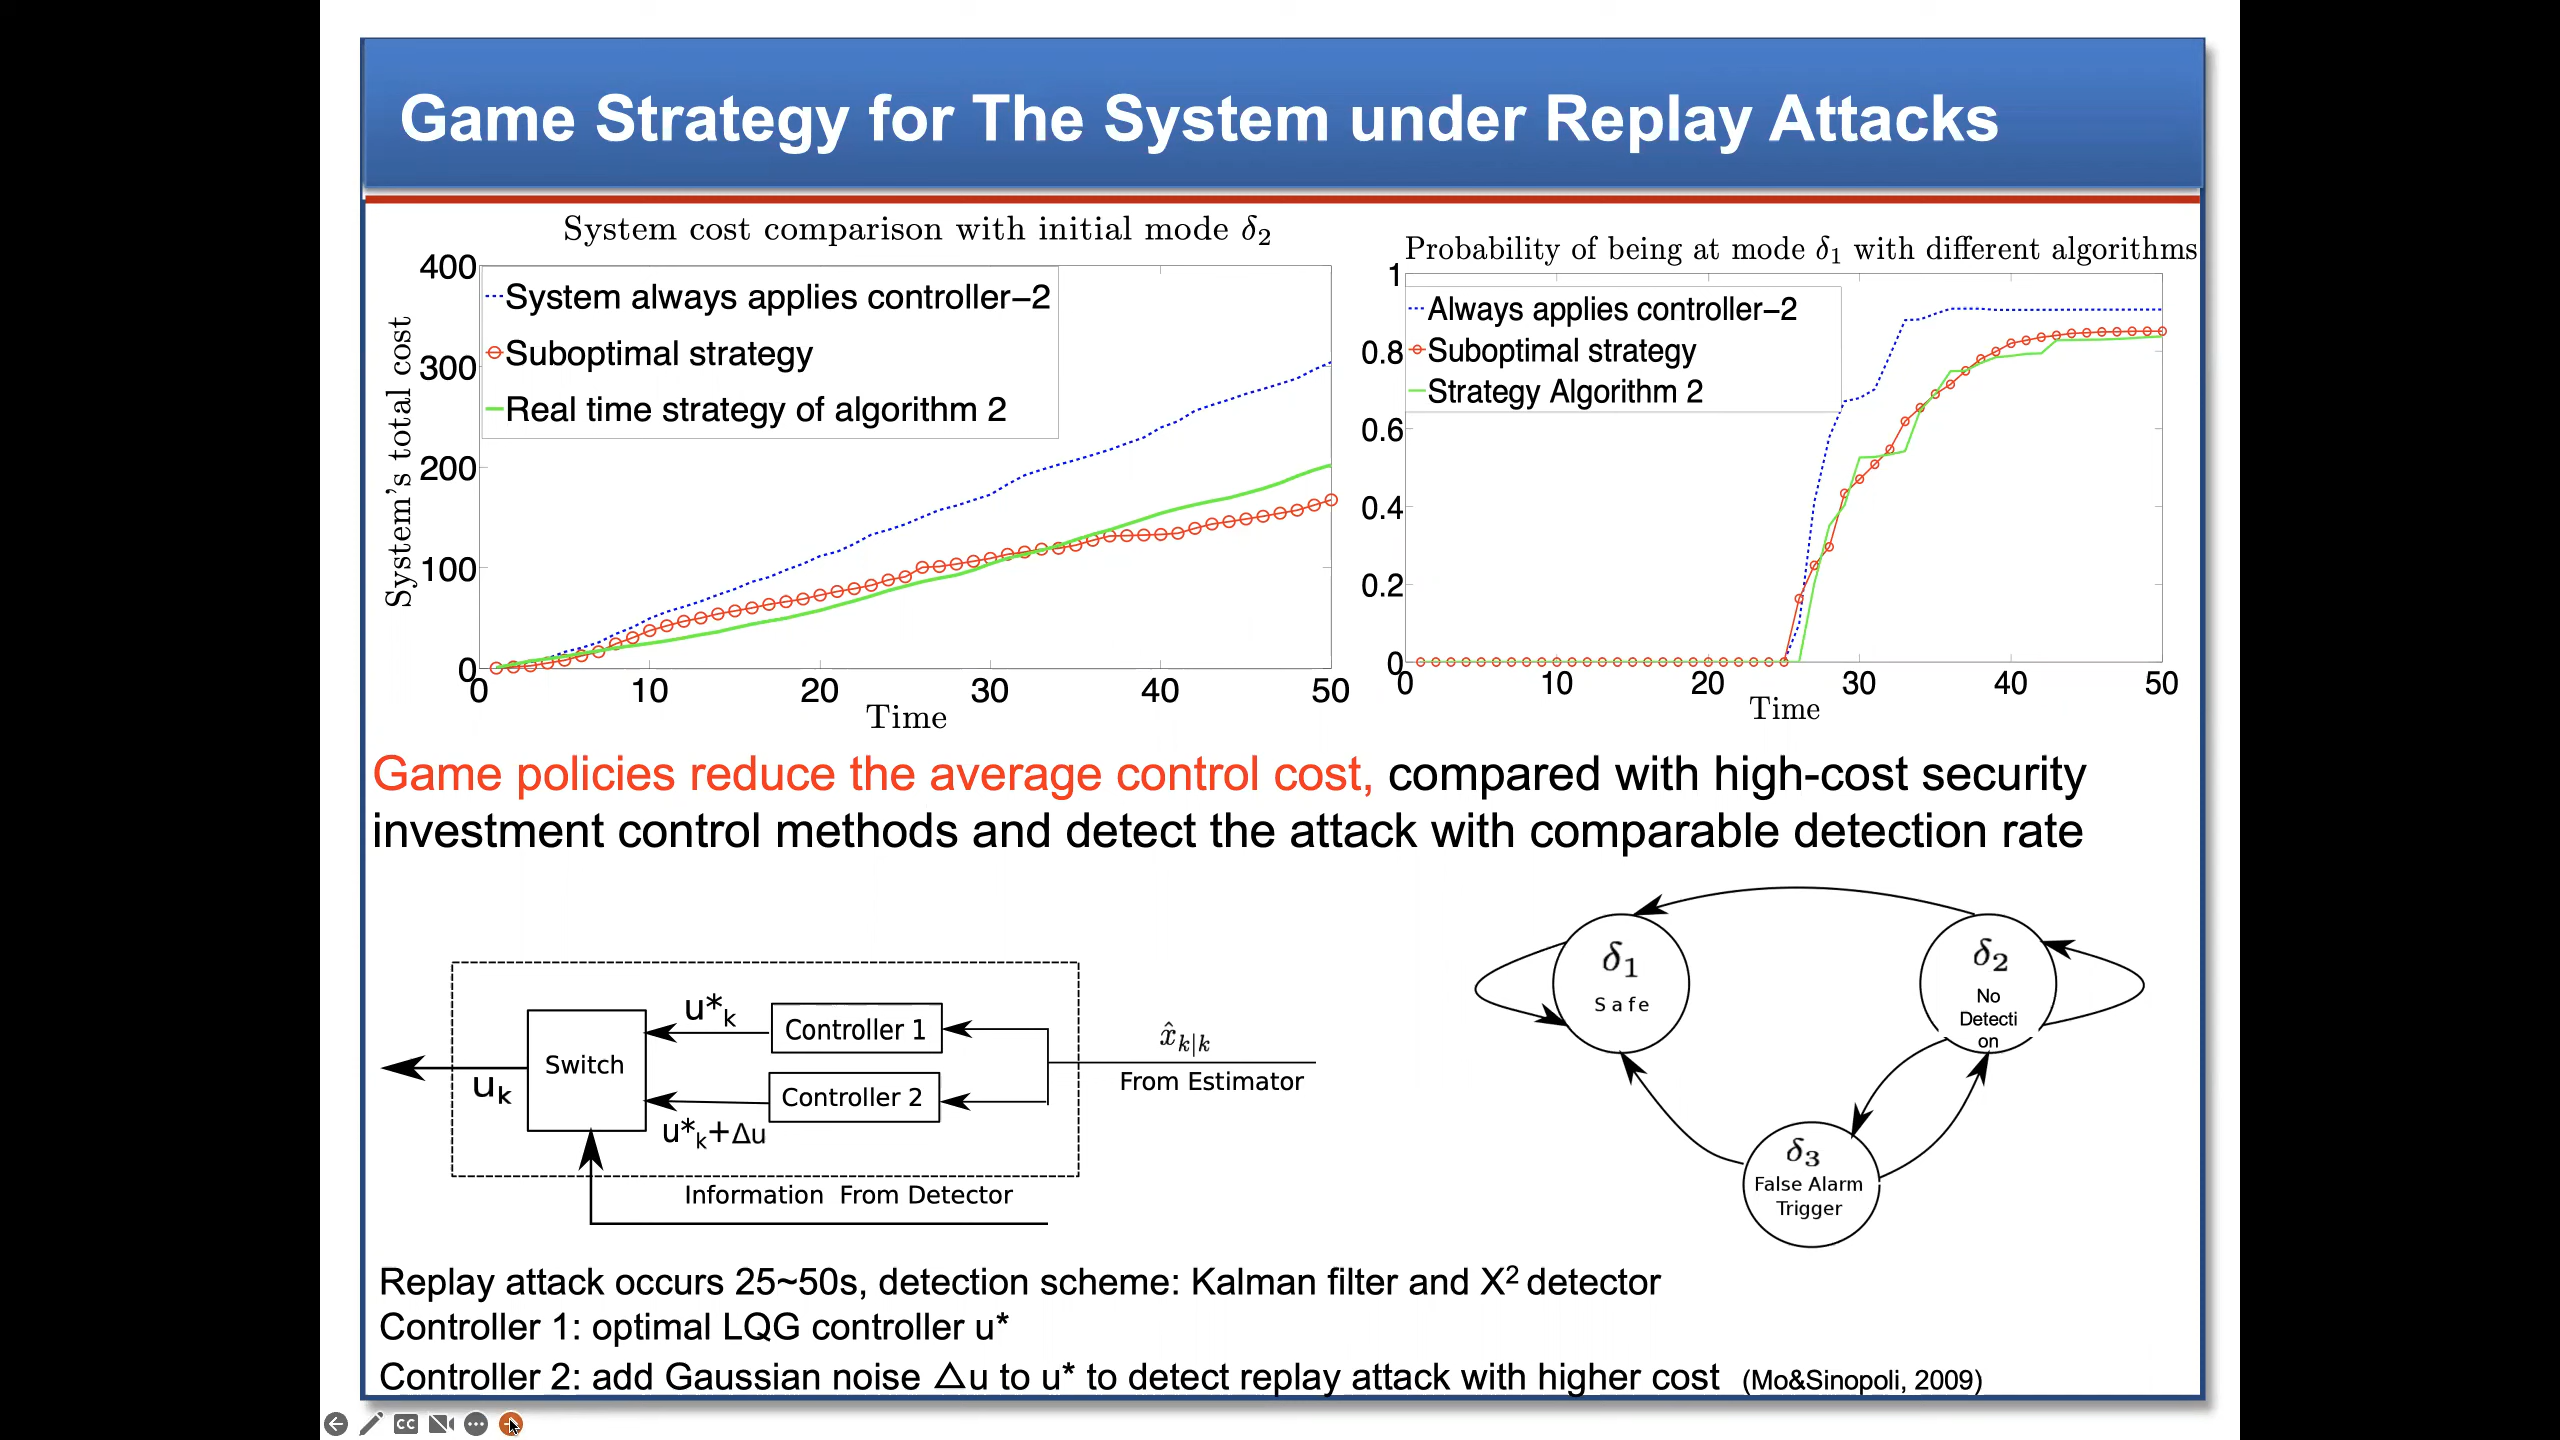 Game Strategy for The System under Replay Attacks
System cost comparison with initial mode δ₂
System's total cost
400
300
200
100
0
System always applies controller–2
Suboptimal strategy
Real time strategy of algorithm 2
0 10 20 30 40 50
Time
Probability of being at mode δ₁ with different algorithms
1
0.8
0.6
0.4
0.2
0
Always applies controller–2
Suboptimal strategy
Strategy Algorithm 2
0 10 20 30 40 50
Time
Game policies reduce the average control cost, compared with high-cost security
investment control methods and detect the attack with comparable detection rate
Switch
uₖ
u*ₖ
Controller 1
Controller 2
u*ₖ+Δu
x̂ₖ|ₖ
From Estimator
Information From Detector
δ₁
Safe
δ₂
No
Detecti
on
δ₃
False Alarm
Trigger
Replay attack occurs 25~50s, detection scheme: Kalman filter and X² detector
Controller 1: optimal LQG controller u*
Controller 2: add Gaussian noise △u to u* to detect replay attack with higher cost (Mo&Sinopoli, 2009)
CC